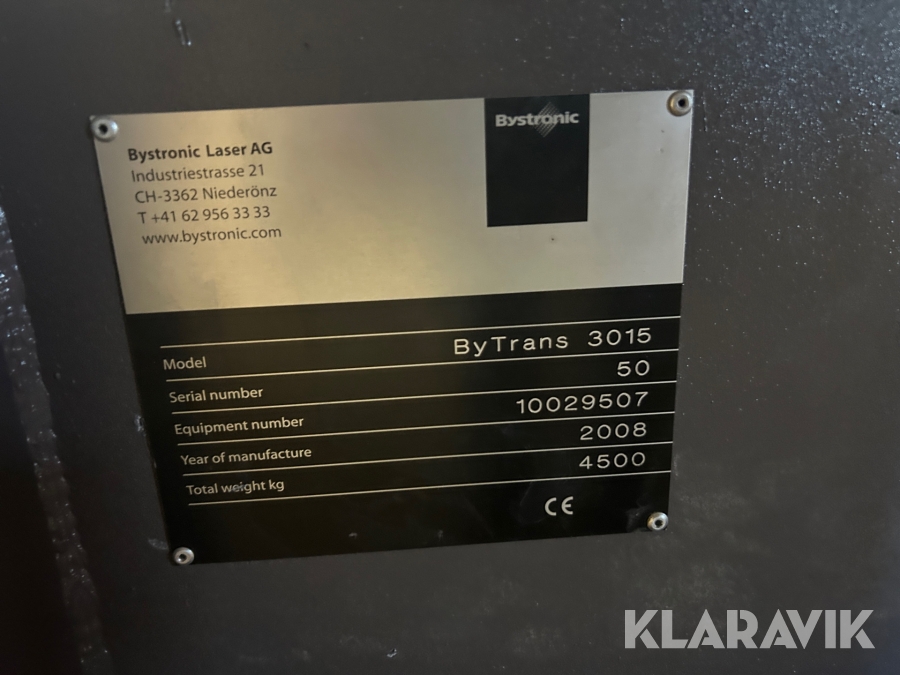 Bystronic Laser AG
Industriestrasse 21
CH-3362 Niederönz
T +41 62 956 33 33
www.bystronic.com
Bystronic
Model ByTrans 3015
Serial number 50
Equipment number 10029507
Year of manufacture 2008
Total weight kg 4500
CE
KLARAVIK